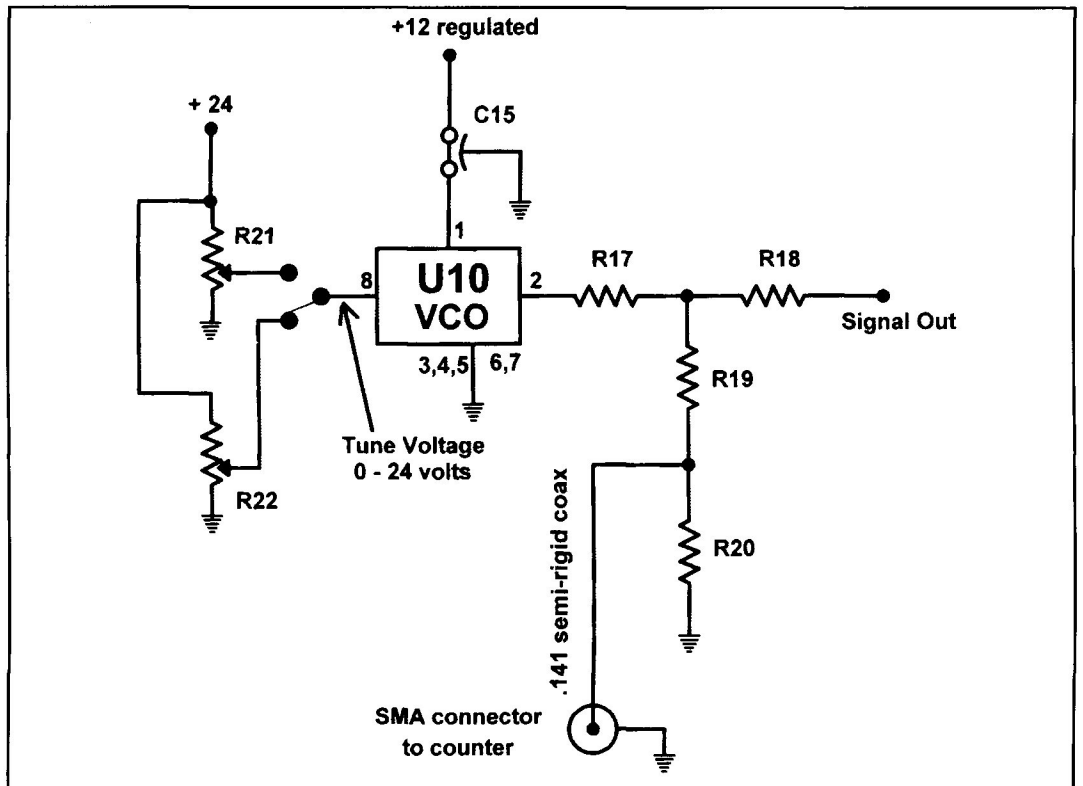 +12 regulated
+ 24
C15
R21
1
8
U10
VCO
2
R17
R18
Signal Out
3,4,5
6,7
R19
Tune Voltage
0 - 24 volts
R22
.141 semi-rigid coax
R20
SMA connector
to counter